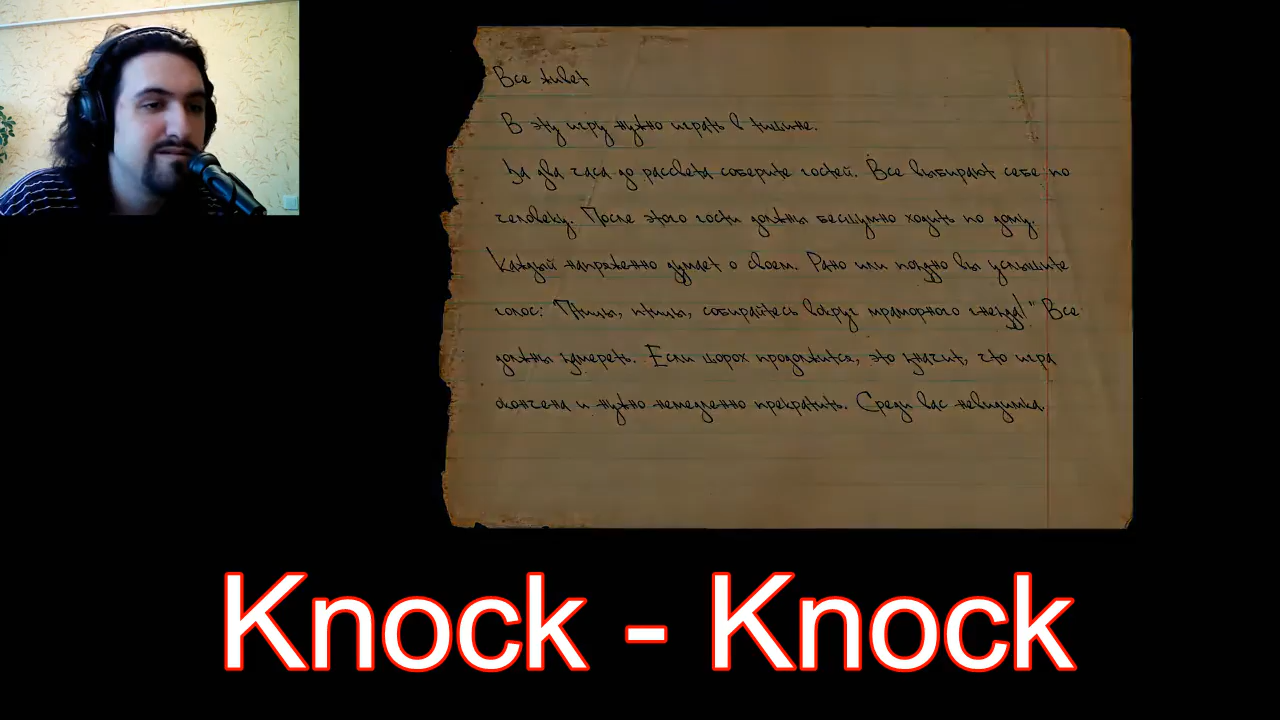 Все живет
В эту игру нужно играть в тишине.
За два часа до рассвета соберите гостей. Все выбирают себе по
человеку. После этого гости должны бесшумно ходить по дому.
Каждый напряженно думает о своем. Рано или поздно вы услышите
голос: "Птицы, птицы, собирайтесь вокруг мраморного гнезда!" Все
должны замереть. Если шорох продолжится, это значит, что игра
окончена и нужно немедленно прекратить. Среди вас невидимка.
Knock - Knock